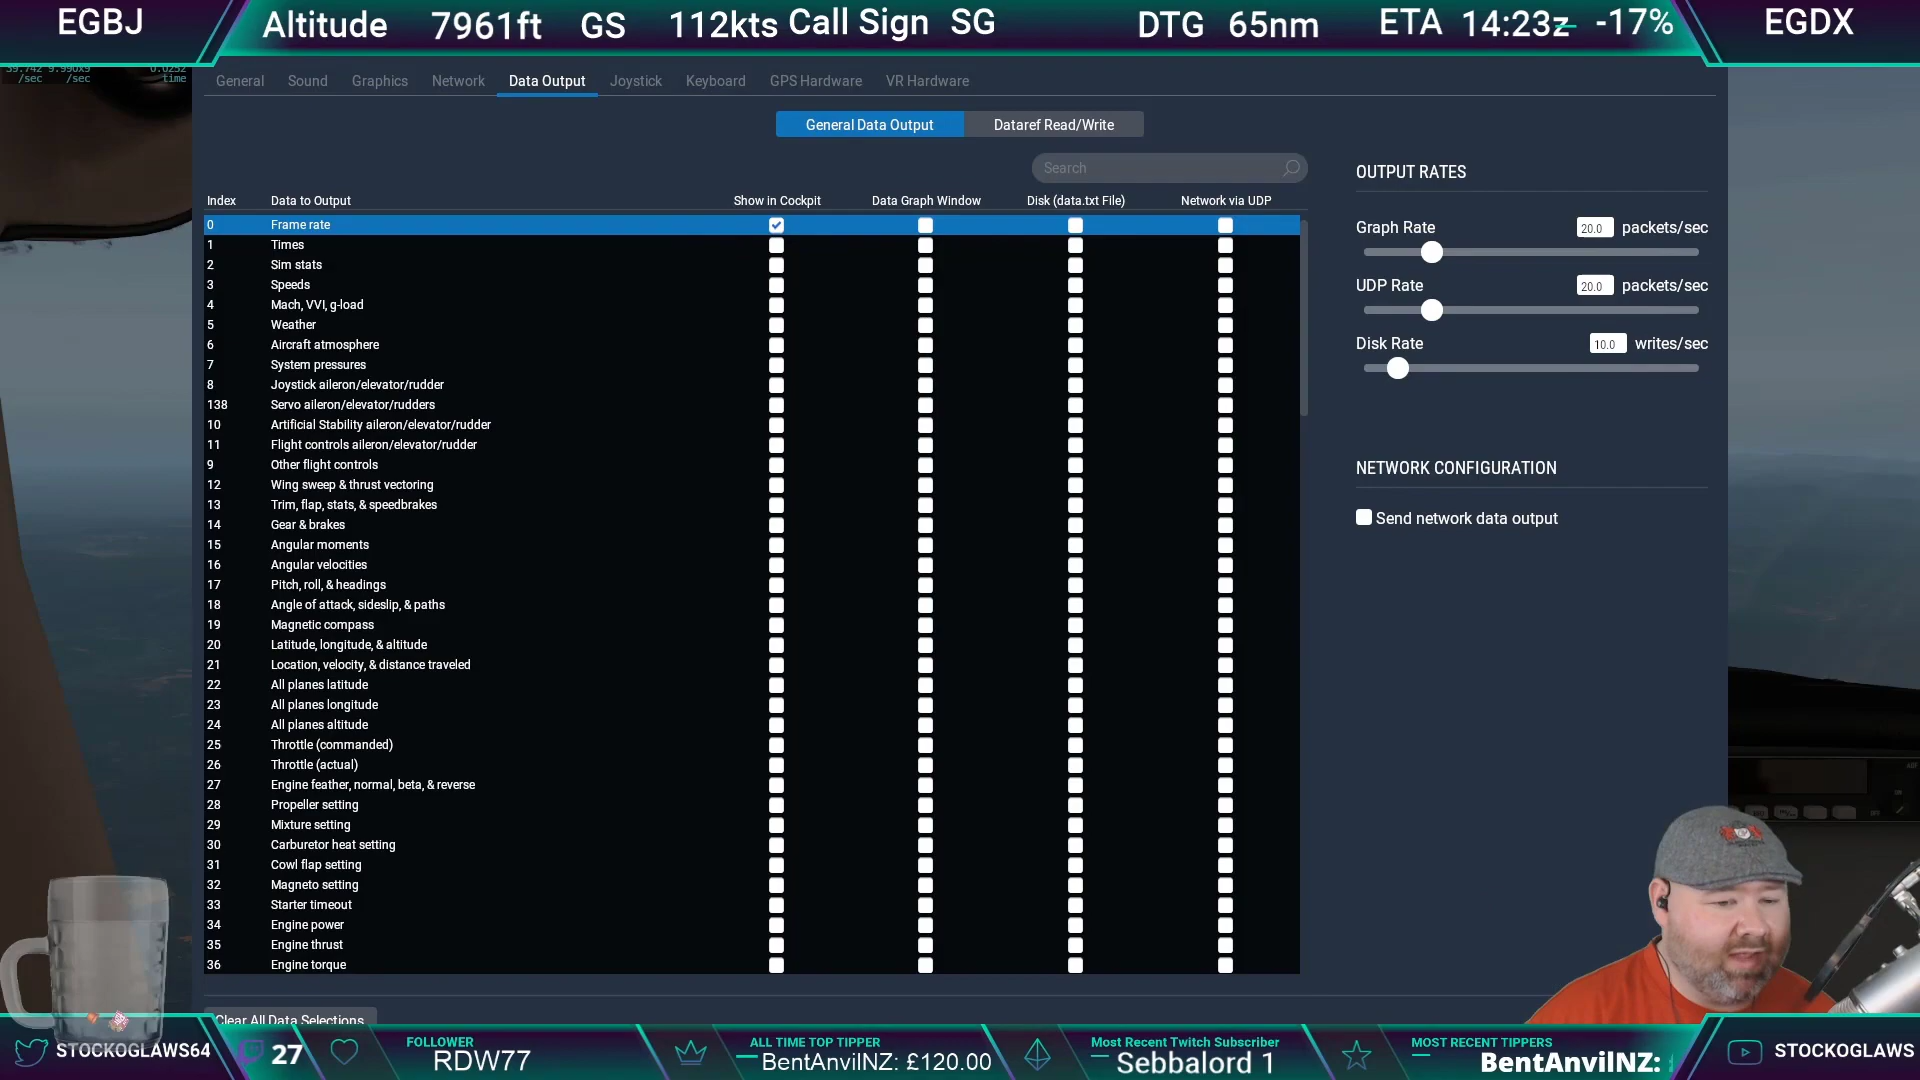 EGBJ
Altitude 7961ft GS 112kts Call Sign SG DTG 65nm ETA 14:23z -17%
EGDX
/sec /sec time
General Sound Graphics Network Data Output Joystick Keyboard GPS Hardware VR Hardware
General Data Output Dataref Read/Write
Search
Index Data to Output Show in Cockpit Data Graph Window Disk (data.txt File) Network via UDP
0 Frame rate
1 Times
2 Sim stats
3 Speeds
4 Mach, VVI, g-load
5 Weather
6 Aircraft atmosphere
7 System pressures
8 Joystick aileron/elevator/rudder
138 Servo aileron/elevator/rudders
10 Artificial Stability aileron/elevator/rudder
11 Flight controls aileron/elevator/rudder
9 Other flight controls
12 Wing sweep & thrust vectoring
13 Trim, flap, stats, & speedbrakes
14 Gear & brakes
15 Angular moments
16 Angular velocities
17 Pitch, roll, & headings
18 Angle of attack, sideslip, & paths
19 Magnetic compass
20 Latitude, longitude, & altitude
21 Location, velocity, & distance traveled
22 All planes latitude
23 All planes longitude
24 All planes altitude
25 Throttle (commanded)
26 Throttle (actual)
27 Engine feather, normal, beta, & reverse
28 Propeller setting
29 Mixture setting
30 Carburetor heat setting
31 Cowl flap setting
32 Magneto setting
33 Starter timeout
34 Engine power
35 Engine thrust
36 Engine torque
Clear All Data Selections
OUTPUT RATES
Graph Rate 20.0 packets/sec
UDP Rate 20.0 packets/sec
Disk Rate 10.0 writes/sec
NETWORK CONFIGURATION
Send network data output
STOCKOGLAWS64
27
FOLLOWER
RDW77
ALL TIME TOP TIPPER
BentAnvilNZ: £120.00
Most Recent Twitch Subscriber
Sebbalord 1
MOST RECENT TIPPERS
BentAnvilNZ:
STOCKOGLAWS